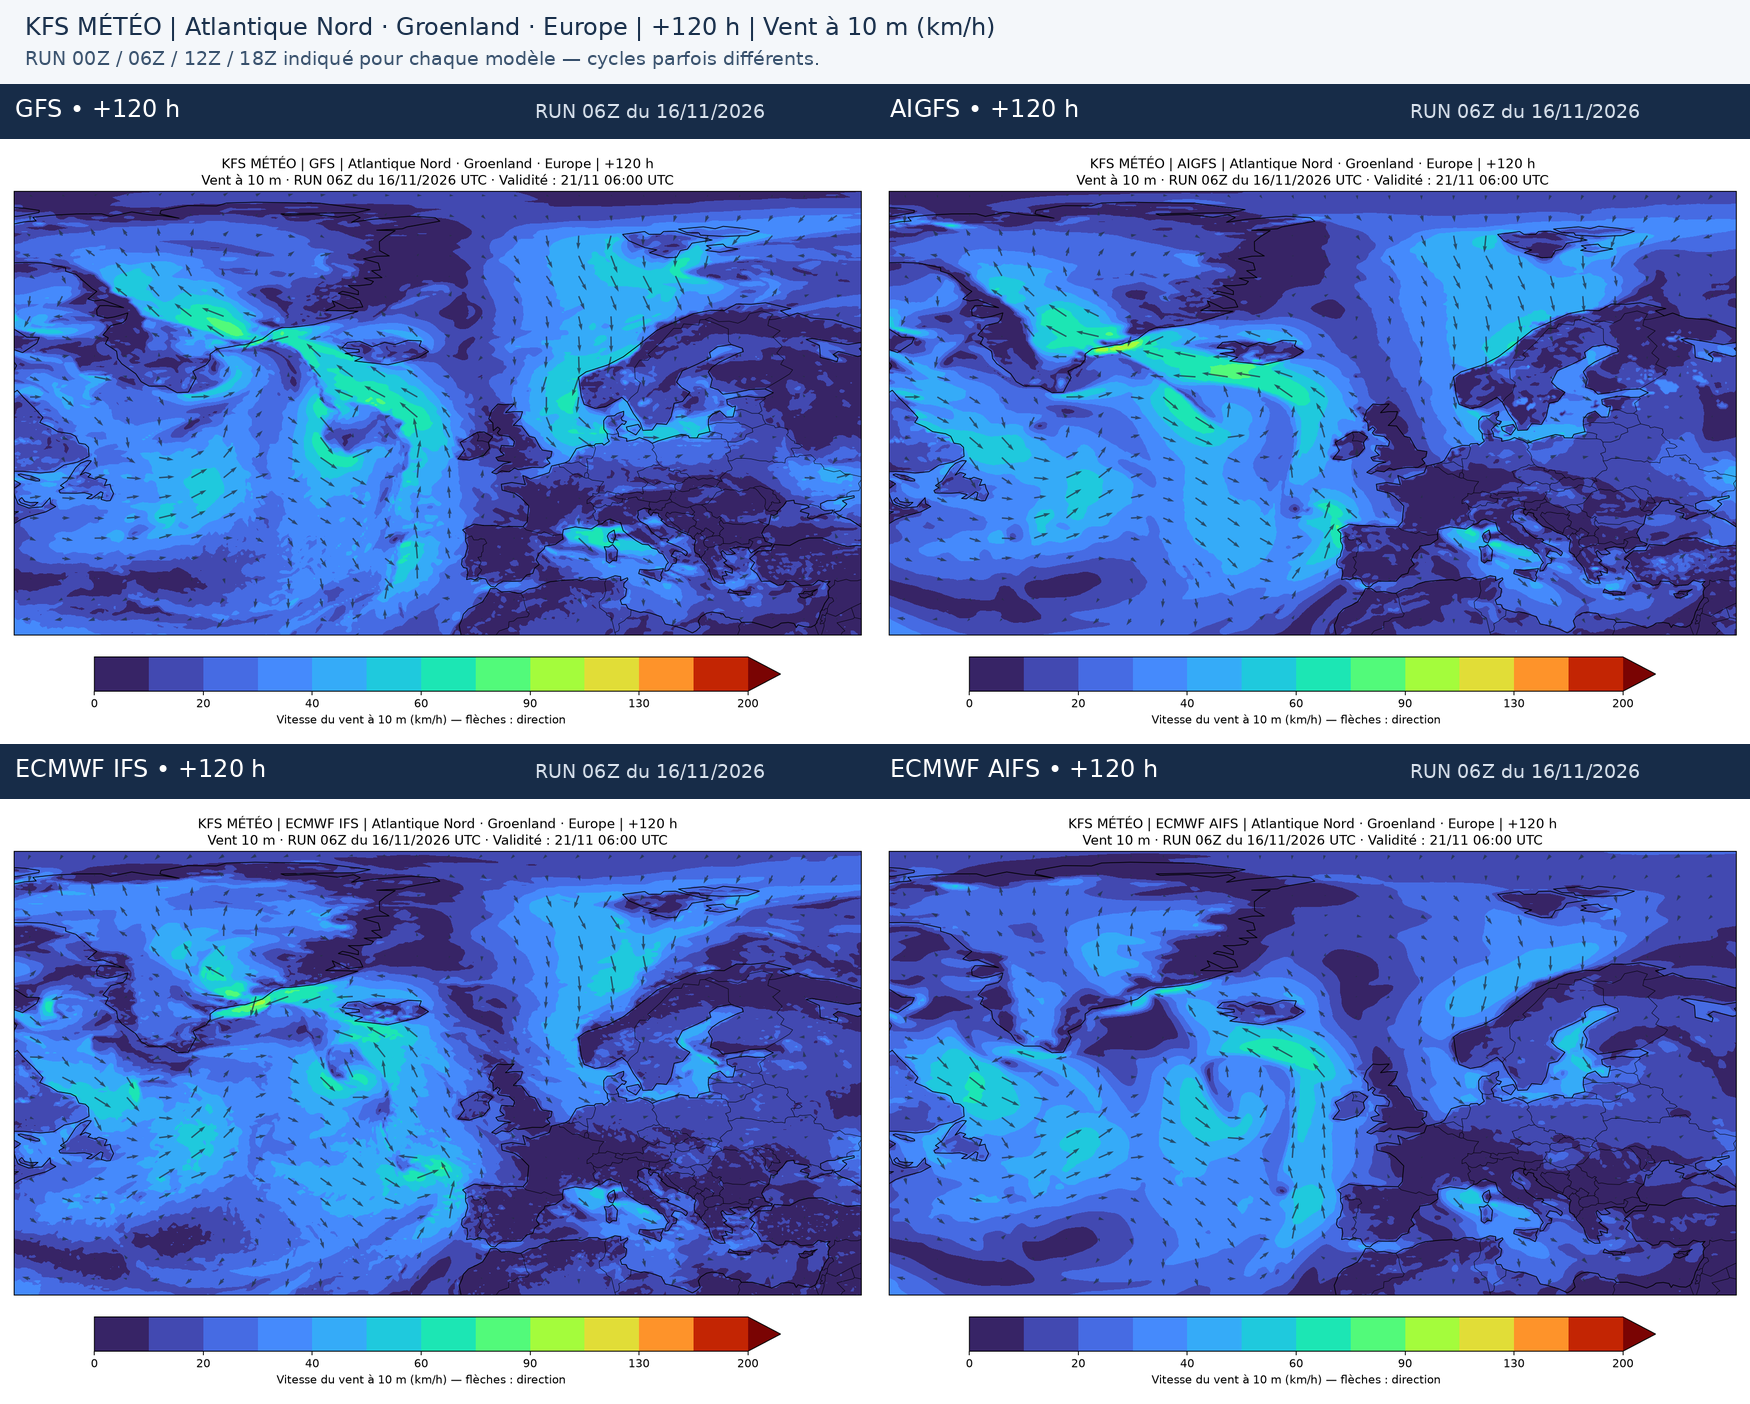 KFS MÉTÉO | Atlantique Nord · Groenland · Europe | +120 h | Vent à 10 m (km/h)
RUN 00Z / 06Z / 12Z / 18Z indiqué pour chaque modèle — cycles parfois différents.
GFS • +120 h
RUN 06Z du 16/11/2026
KFS MÉTÉO | GFS | Atlantique Nord · Groenland · Europe | +120 h
Vent à 10 m · RUN 06Z du 16/11/2026 UTC · Validité : 21/11 06:00 UTC
0 20 40 60 90 130 200
Vitesse du vent à 10 m (km/h) — flèches : direction
AIGFS • +120 h
RUN 06Z du 16/11/2026
KFS MÉTÉO | AIGFS | Atlantique Nord · Groenland · Europe | +120 h
Vent à 10 m · RUN 06Z du 16/11/2026 UTC · Validité : 21/11 06:00 UTC
0 20 40 60 90 130 200
Vitesse du vent à 10 m (km/h) — flèches : direction
ECMWF IFS • +120 h
RUN 06Z du 16/11/2026
KFS MÉTÉO | ECMWF IFS | Atlantique Nord · Groenland · Europe | +120 h
Vent 10 m · RUN 06Z du 16/11/2026 UTC · Validité : 21/11 06:00 UTC
0 20 40 60 90 130 200
Vitesse du vent à 10 m (km/h) — flèches : direction
ECMWF AIFS • +120 h
RUN 06Z du 16/11/2026
KFS MÉTÉO | ECMWF AIFS | Atlantique Nord · Groenland · Europe | +120 h
Vent 10 m · RUN 06Z du 16/11/2026 UTC · Validité : 21/11 06:00 UTC
0 20 40 60 90 130 200
Vitesse du vent à 10 m (km/h) — flèches : direction